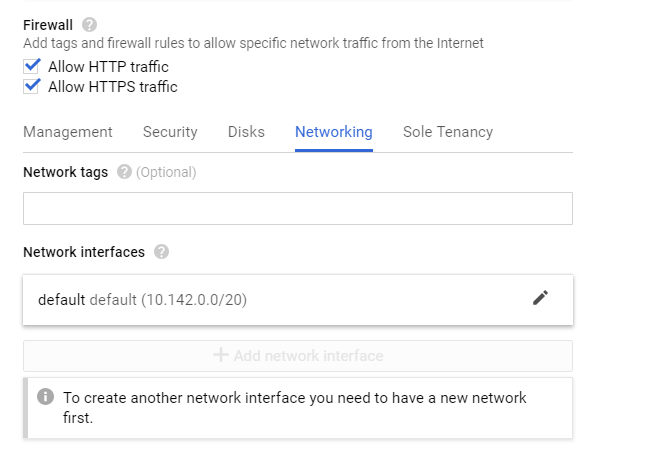 Firewall ?
Add tags and firewall rules to allow specific network traffic from the Internet
Allow HTTP traffic
Allow HTTPS traffic
Management Security Disks Networking Sole Tenancy
Network tags ? (Optional)
Network interfaces ?
default default (10.142.0.0/20)
+ Add network interface
i To create another network interface you need to have a new network
first.